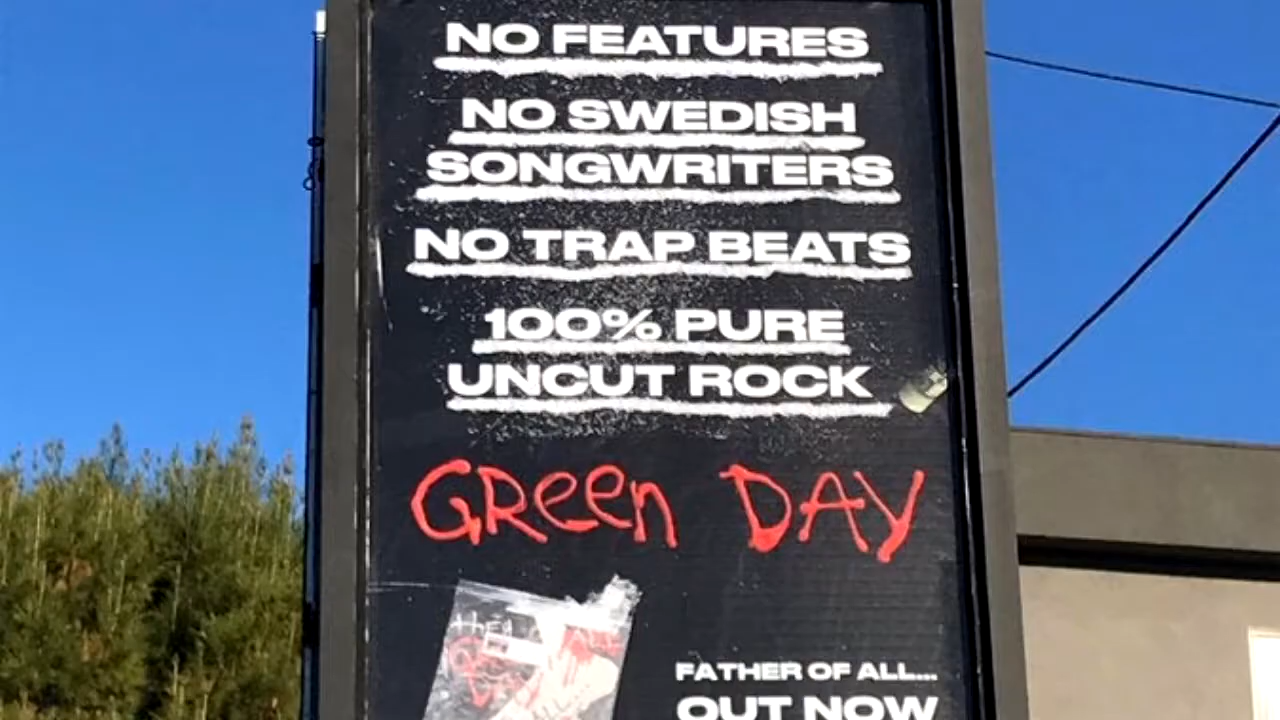 NO FEATURES
NO SWEDISH
SONGWRITERS
NO TRAP BEATS
100% PURE
UNCUT ROCK
GReen DAY
FATHER OF ALL...
OUT NOW